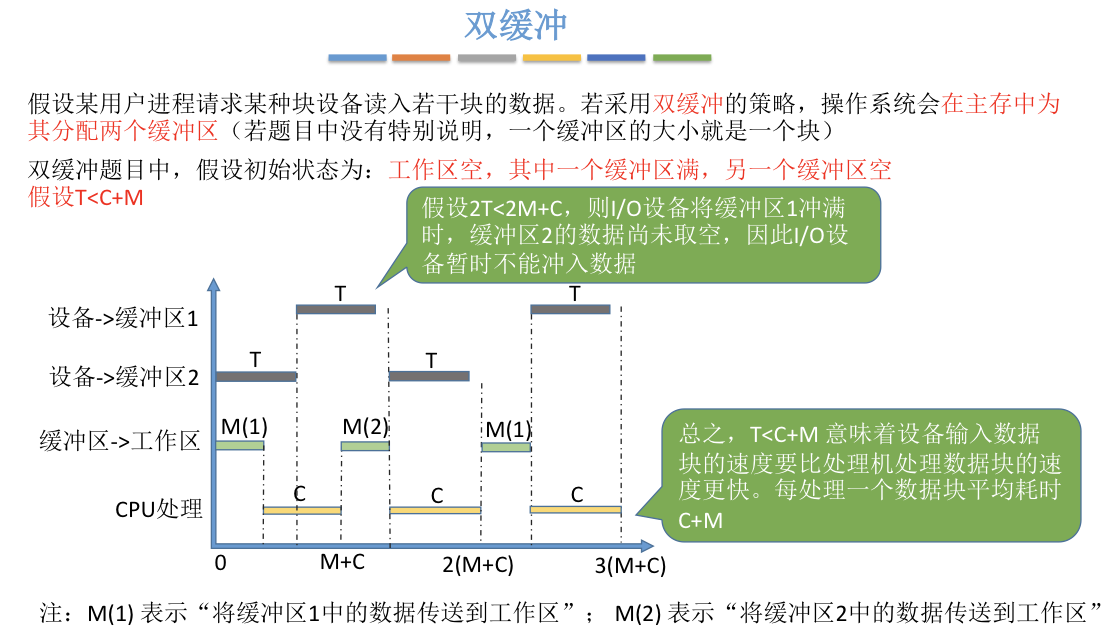 双缓冲
假设某用户进程请求某种块设备读入若干块的数据。若采用双缓冲的策略，操作系统会在主存中为
其分配两个缓冲区（若题目中没有特别说明，一个缓冲区的大小就是一个块）
双缓冲题目中，假设初始状态为：工作区空，其中一个缓冲区满，另一个缓冲区空
假设T<C+M
假设2T<2M+C，则I/O设备将缓冲区1冲满
时，缓冲区2的数据尚未取空，因此I/O设
备暂时不能冲入数据
T
T
设备->缓冲区1
T
T
设备->缓冲区2
M(1)
M(2)
M(1)
缓冲区->工作区
C
C
C
CPU处理
总之，T<C+M 意味着设备输入数据
块的速度要比处理机处理数据块的速
度更快。每处理一个数据块平均耗时
C+M
0
M+C
2(M+C)
3(M+C)
注：M(1) 表示“将缓冲区1中的数据传送到工作区”； M(2) 表示“将缓冲区2中的数据传送到工作区”